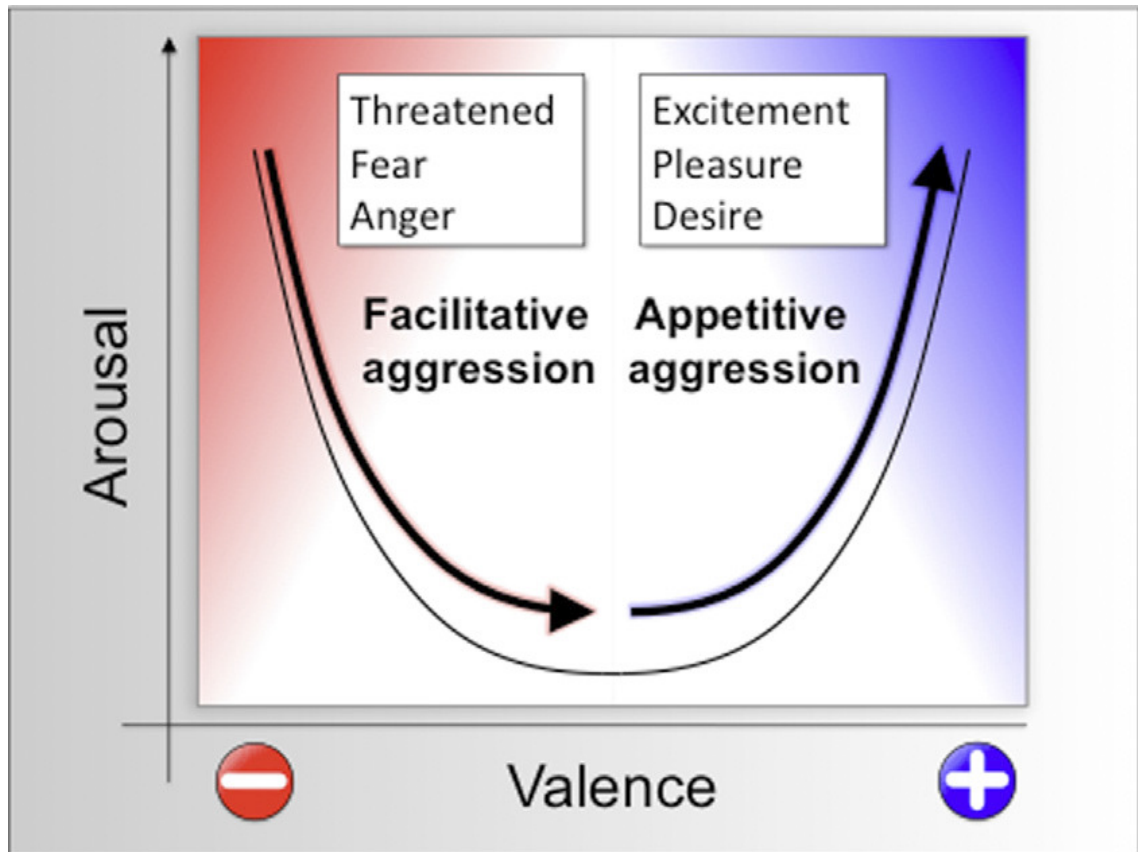 Threatened
Fear
Anger
Excitement
Pleasure
Desire
Facilitative
aggression
Appetitive
aggression
Arousal
Valence